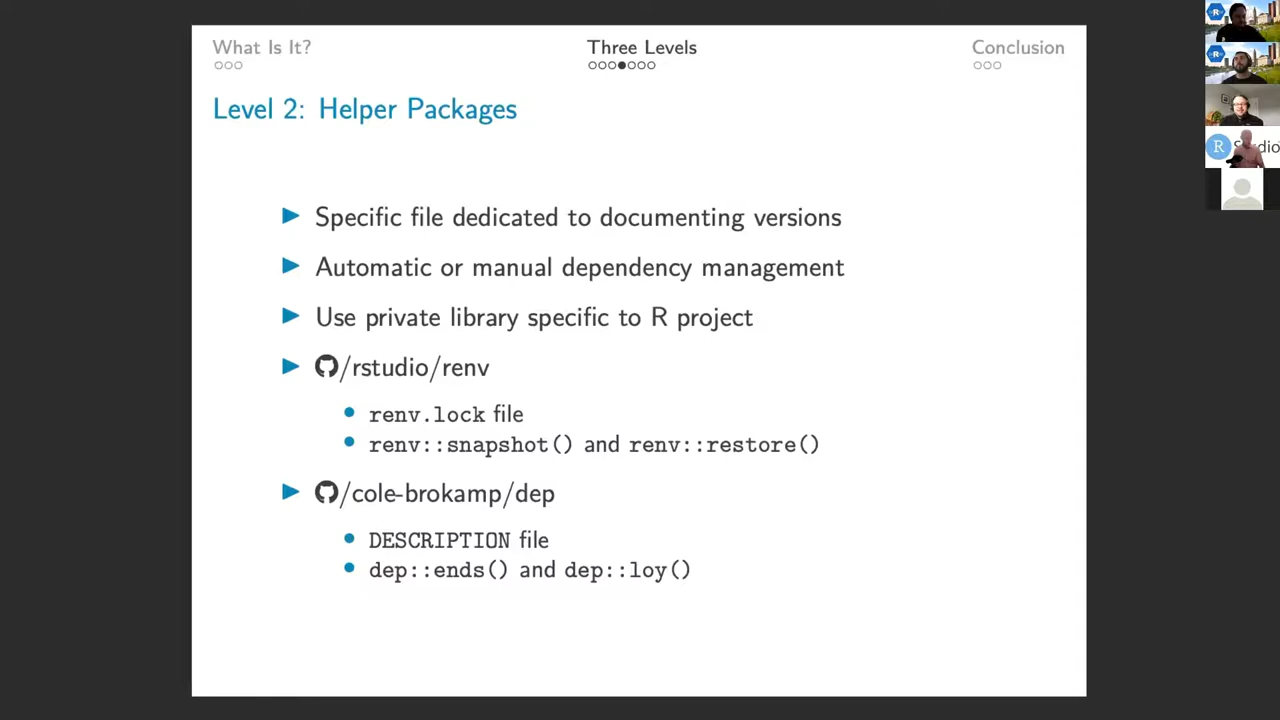 What Is It?
Three Levels
Conclusion
Level 2: Helper Packages
Specific file dedicated to documenting versions
Automatic or manual dependency management
Use private library specific to R project
/rstudio/renv
renv.lock file
renv::snapshot() and renv::restore()
/cole-brokamp/dep
DESCRIPTION file
dep::ends() and dep::loy()
R
R
R